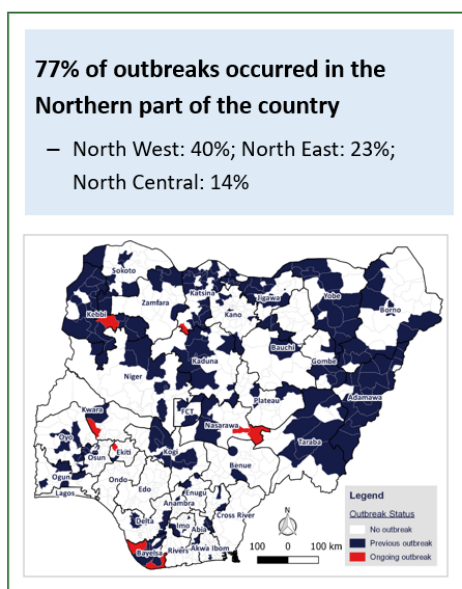 77% of outbreaks occurred in the
Northern part of the country
– North West: 40%; North East: 23%;
North Central: 14%
Sokoto
Katsina
Zamfara
Jigawa
Yobe
Kano
Borno
Kebbi
Bauchi
Kaduna
Gombe
Niger
Adamawa
Plateau
FCT
Nasarawa
Kwara
Taraba
Oyo
Ekiti
Kogi
Osun
Benue
Ogun
Ondo
Edo
Lagos
Enugu
Anambra
Cross River
Delta
Imo
Abia
Bayelsa
Rivers
Akwa Ibom
N
100 0 100 km
Legend
Outbreak Status
No outbreak
Previous outbreak
Ongoing outbreak